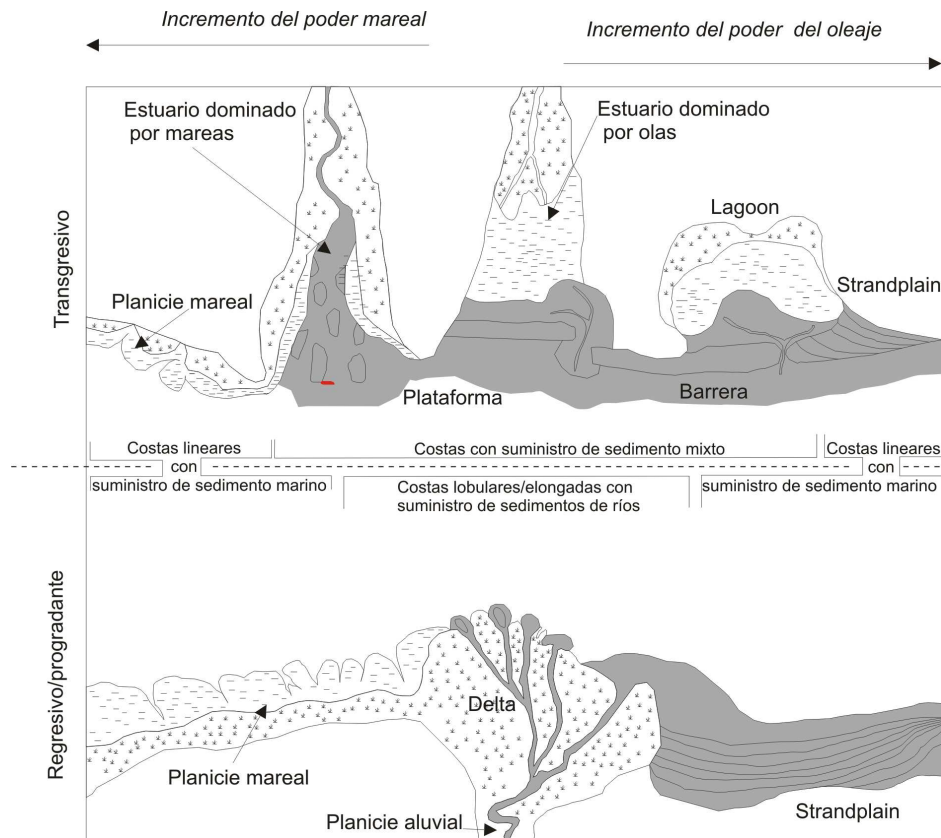 Incremento del poder mareal
Incremento del poder del oleaje
Transgresivo
Estuario dominado
por mareas
Estuario dominado
por olas
Lagoon
Strandplain
Planicie mareal
Plataforma
Barrera
Costas lineares
con
suministro de sedimento marino
Costas con suministro de sedimento mixto
Costas lineares
con
suministro de sedimento marino
Costas lobulares/elongadas con
suministro de sedimentos de ríos
Regresivo/progradante
Delta
Planicie mareal
Planicie aluvial
Strandplain